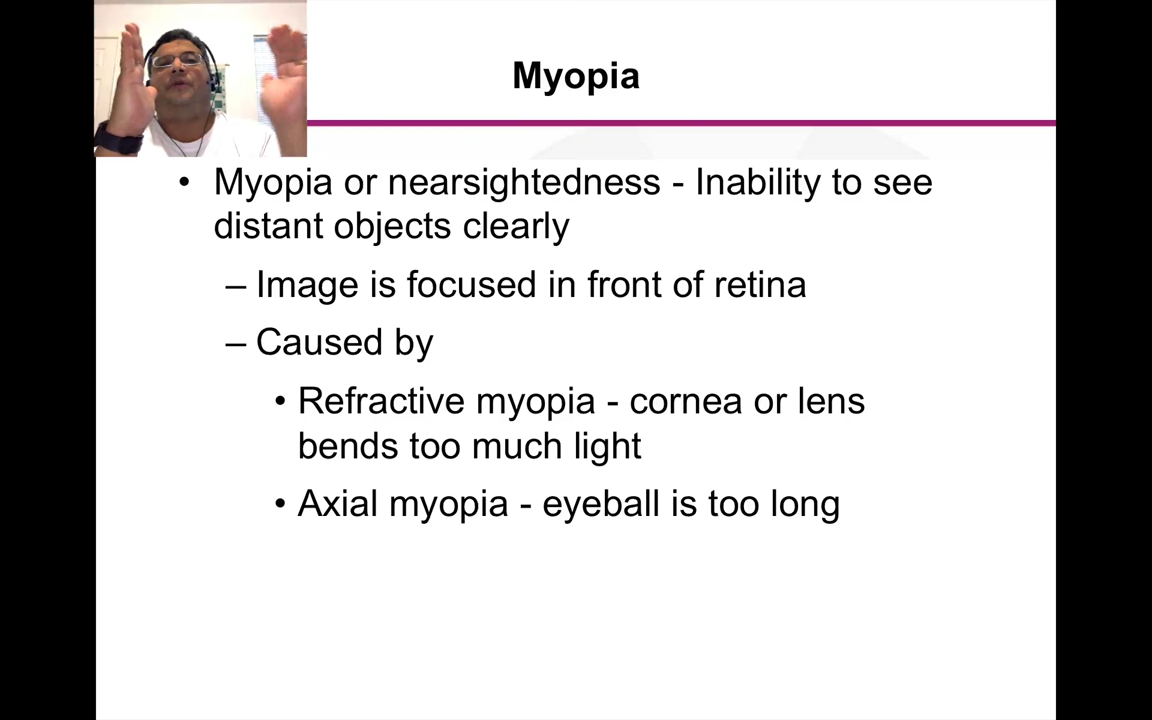 Myopia
• Myopia or nearsightedness - Inability to see
distant objects clearly
– Image is focused in front of retina
– Caused by
• Refractive myopia - cornea or lens
bends too much light
• Axial myopia - eyeball is too long